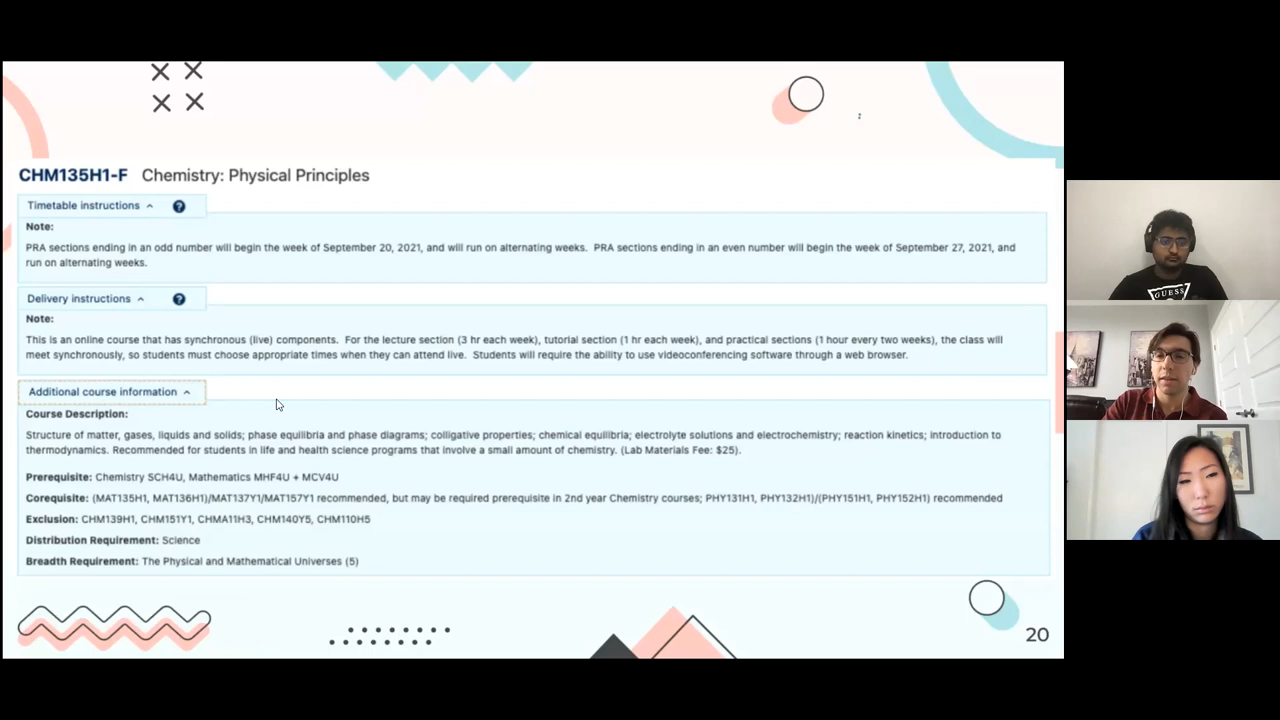 CHM135H1-F Chemistry: Physical Principles
Timetable instructions ?
Note:
PRA sections ending in an odd number will begin the week of September 20, 2021, and will run on alternating weeks. PRA sections ending in an even number will begin the week of September 27, 2021, and
run on alternating weeks.
Delivery instructions ?
Note:
This is an online course that has synchronous (live) components. For the lecture section (3 hr each week), tutorial section (1 hr each week), and practical sections (1 hour every two weeks), the class will
meet synchronously, so students must choose appropriate times when they can attend live. Students will require the ability to use videoconferencing software through a web browser.
Additional course information
Course Description:
Structure of matter, gases, liquids and solids; phase equilibria and phase diagrams; colligative properties; chemical equilibria; electrolyte solutions and electrochemistry; reaction kinetics; introduction to
thermodynamics. Recommended for students in life and health science programs that involve a small amount of chemistry. (Lab Materials Fee: $25).
Prerequisite: Chemistry SCH4U, Mathematics MHF4U + MCV4U
Corequisite: (MAT135H1, MAT136H1)/MAT137Y1/MAT157Y1 recommended, but may be required prerequisite in 2nd year Chemistry courses; PHY131H1, PHY132H1)/(PHY151H1, PHY152H1) recommended
Exclusion: CHM139H1, CHM151Y1, CHMA11H3, CHM140Y5, CHM110H5
Distribution Requirement: Science
Breadth Requirement: The Physical and Mathematical Universes (5)
20
GUESS